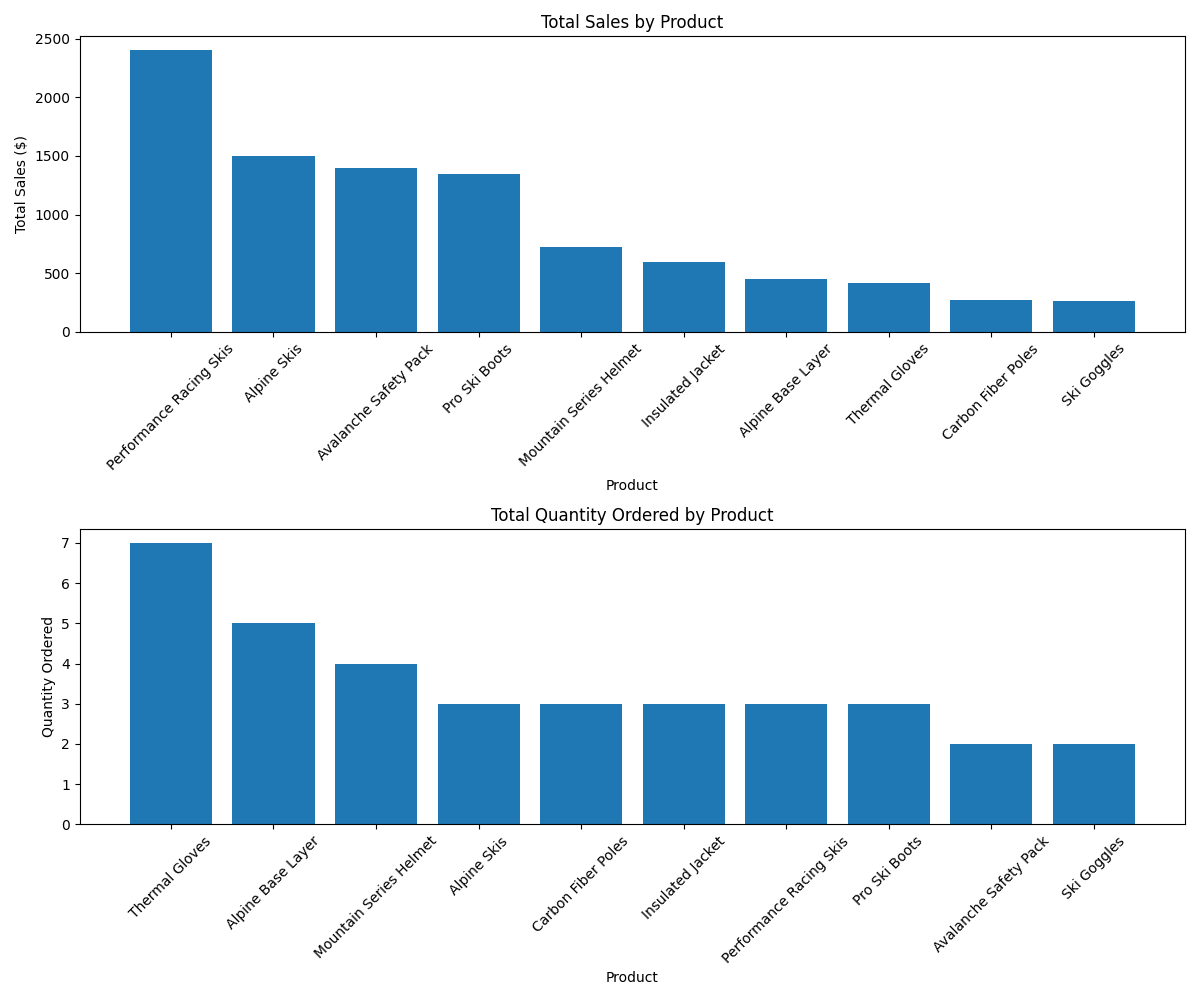 Total Sales by Product
Total Sales ($)
2500
2000
1500
1000
500
0
Performance Racing Skis
Alpine Skis
Avalanche Safety Pack
Pro Ski Boots
Mountain Series Helmet
Insulated Jacket
Alpine Base Layer
Thermal Gloves
Carbon Fiber Poles
Ski Goggles
Product
Total Quantity Ordered by Product
Quantity Ordered
7
6
5
4
3
2
1
0
Thermal Gloves
Alpine Base Layer
Mountain Series Helmet
Alpine Skis
Carbon Fiber Poles
Insulated Jacket
Performance Racing Skis
Pro Ski Boots
Avalanche Safety Pack
Ski Goggles
Product